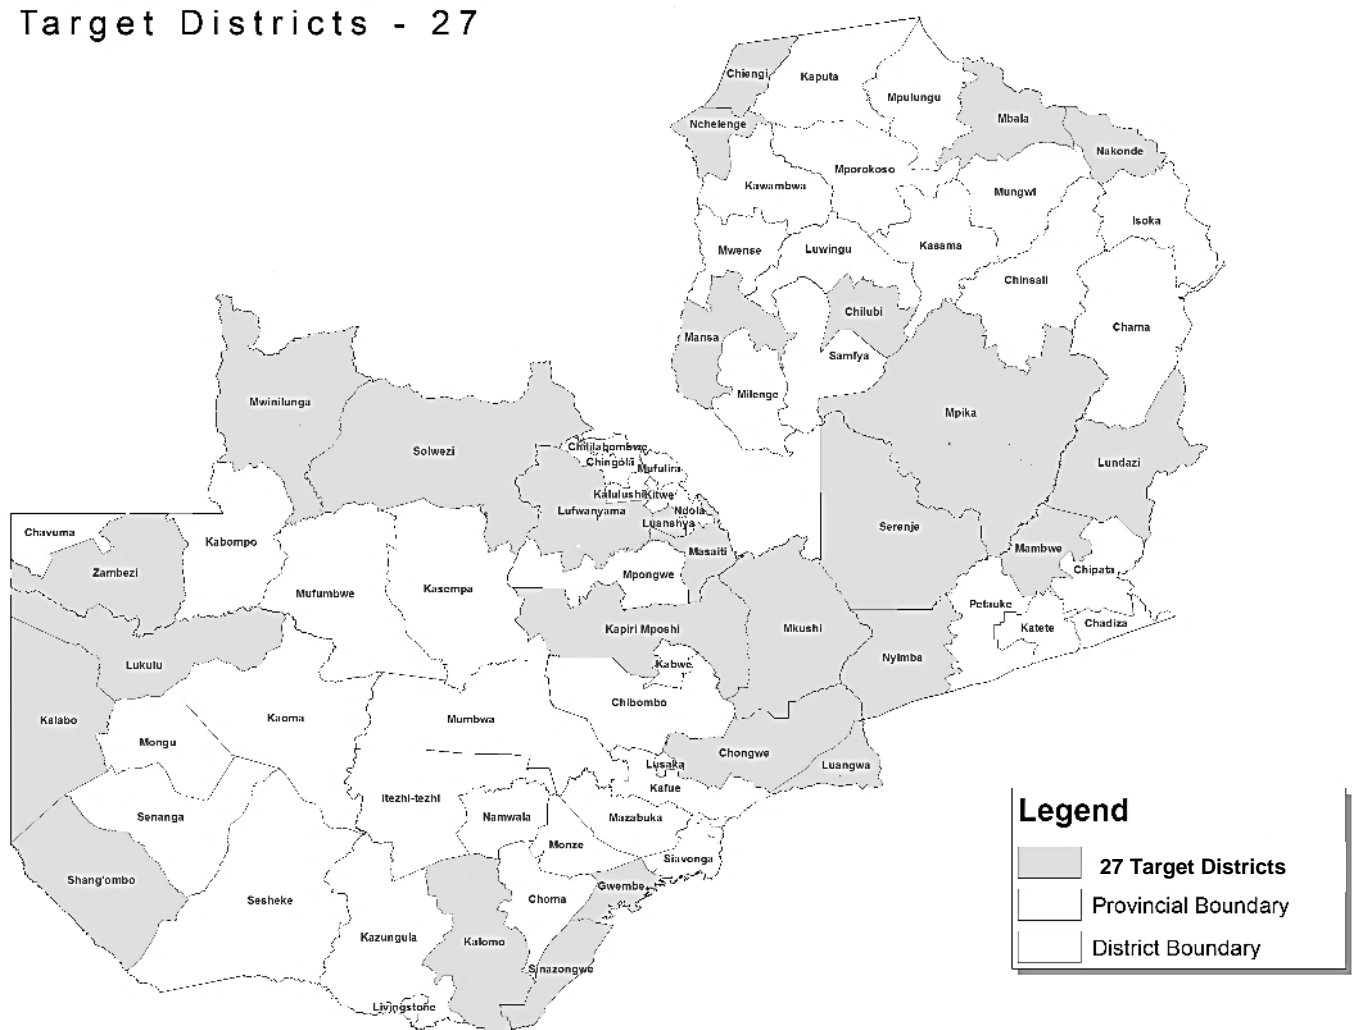 Target Districts - 27
Chiengi
Kaputa
Mpulungu
Mbala
Nchelenge
Nakonde
Mporokoso
Kawambwa
Mungwi
Isoka
Mwense
Luwingu
Kasama
Chinsali
Chilubi
Chama
Mansa
Samfya
Milenge
Mwinilunga
Mpika
Solwezi
Chililabombwe
Chingola
Mufulira
Lundazi
Kalulushi
Kitwe
Lufwanyama
Ndola
Luanshya
Serenje
Chavuma
Kabompo
Masaiti
Mambwe
Zambezi
Mpongwe
Chipata
Mufumbwe
Kasempa
Petauke
Kapiri Mposhi
Mkushi
Katete
Chadiza
Lukulu
Kabwe
Nyimba
Chibombo
Kalabo
Kaoma
Mumbwa
Mongu
Chongwe
Lusaka
Luangwa
Kafue
Itezhi-tezhi
Senanga
Namwala
Mazabuka
Monze
Siavonga
Shang'ombo
Gwembe
Sesheke
Choma
Kazungula
Kalomo
Sinazongwe
Livingstone
Legend
27 Target Districts
Provincial Boundary
District Boundary